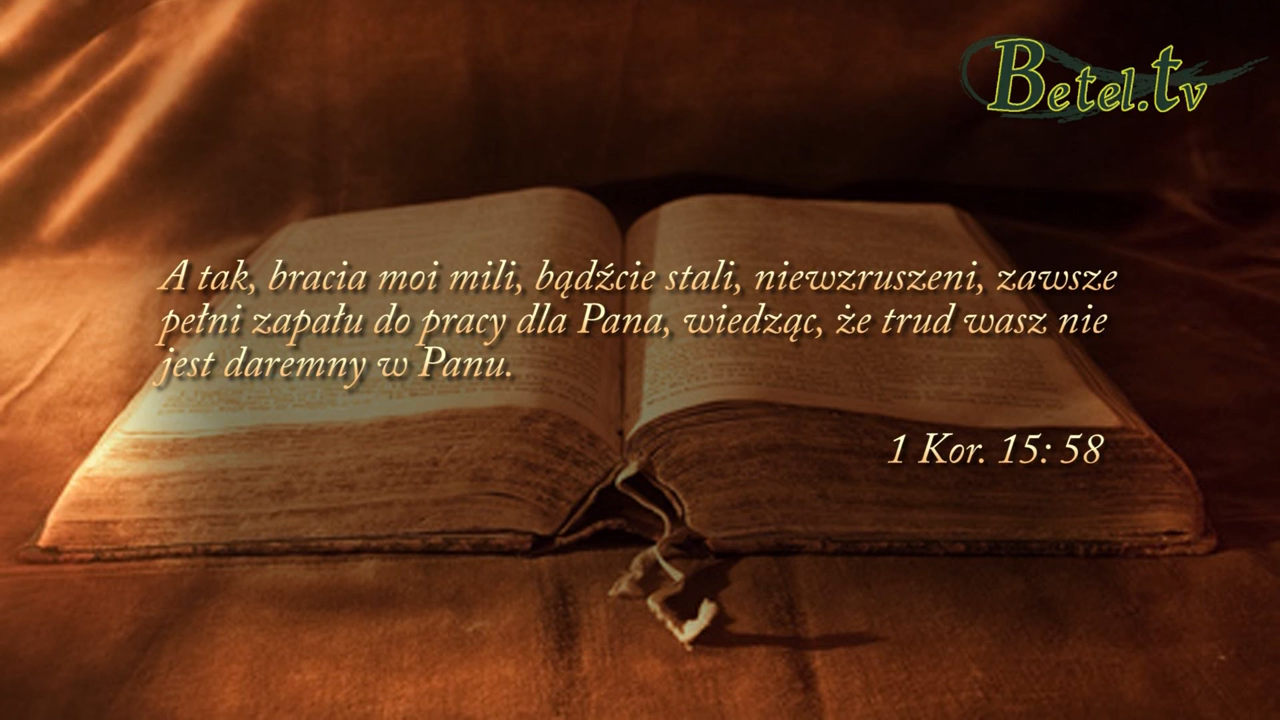 Betel.tv
A tak, bracia moi mili, bądźcie stali, niewzruszeni, zawsze
pełni zapału do pracy dla Pana, wiedząc, że trud wasz nie
jest daremny w Panu.
1 Kor. 15: 58